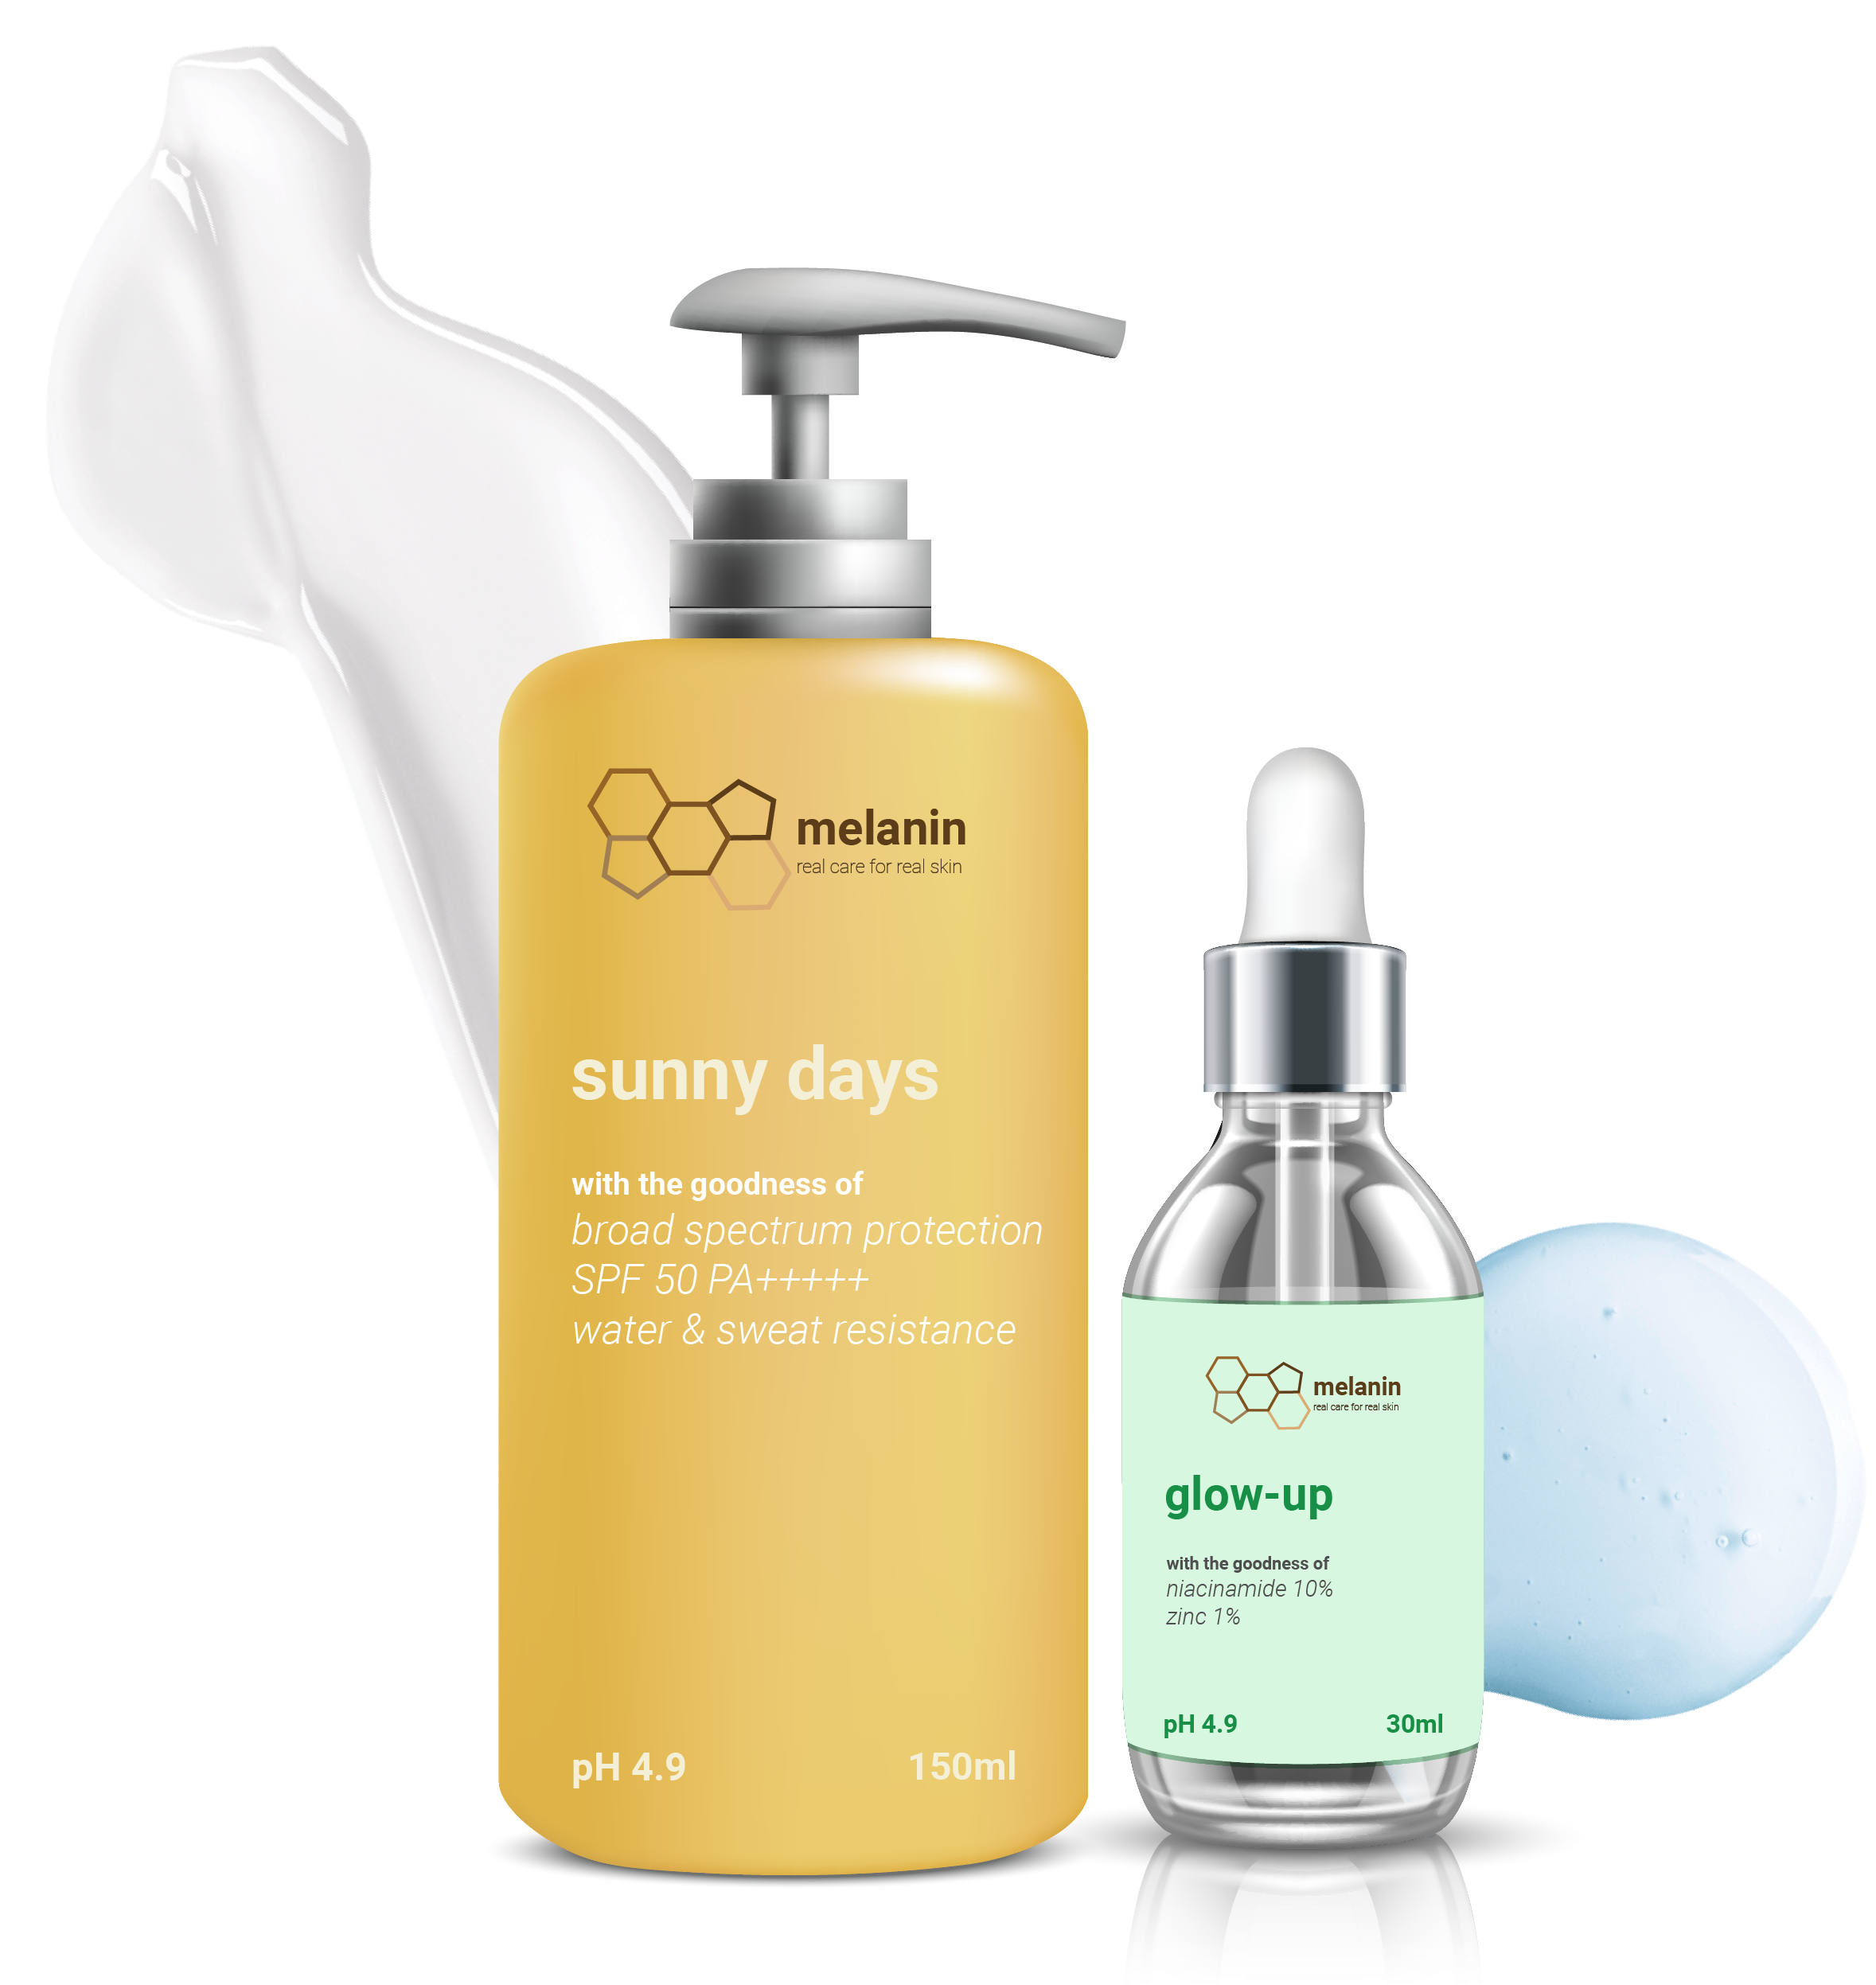 melanin
real care for real skin
sunny days
with the goodness of
broad spectrum protection
SPF 50 PA+++++
water & sweat resistance
pH 4.9
150ml
melanin
real care for real skin
glow-up
with the goodness of
niacinamide 10%
zinc 1%
pH 4.9
30ml